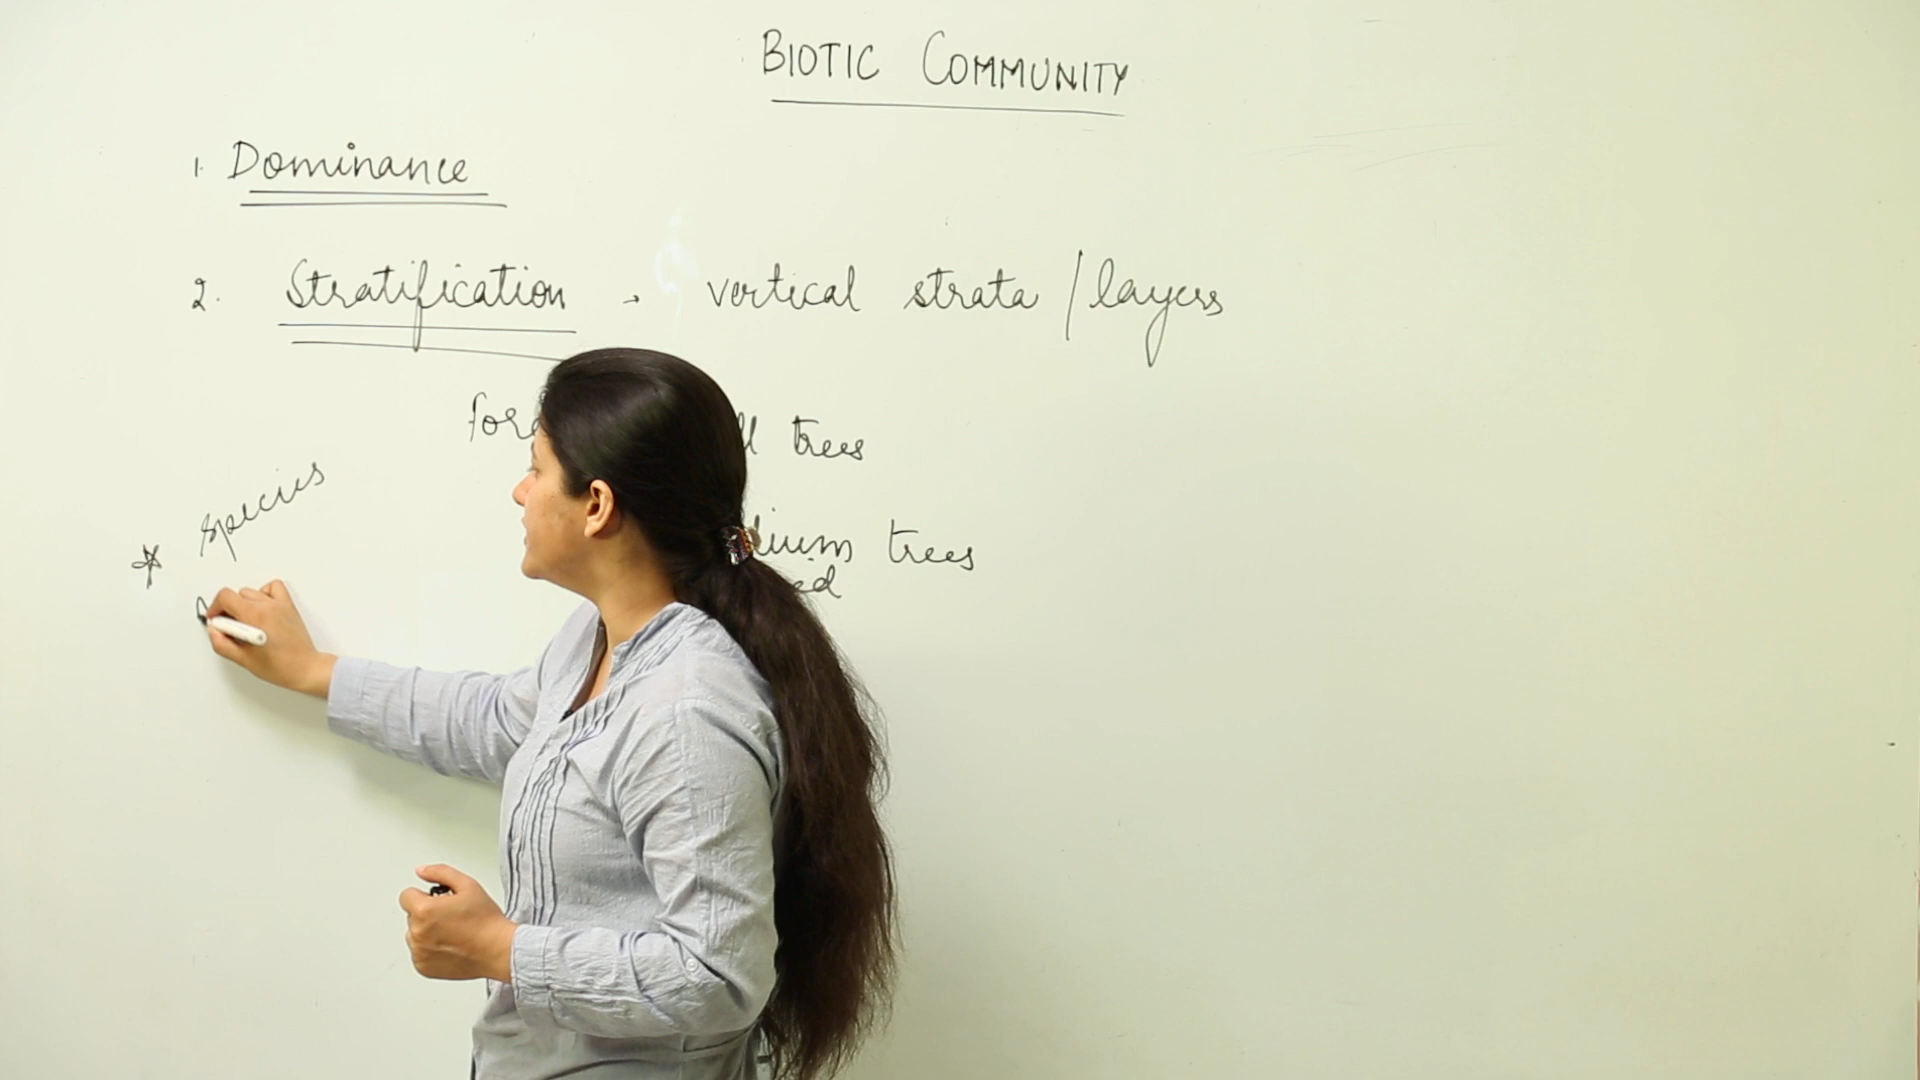 BIOTIC COMMUNITY
1. Dominance
2. Stratification - vertical strata / layers
trees
* species
trees